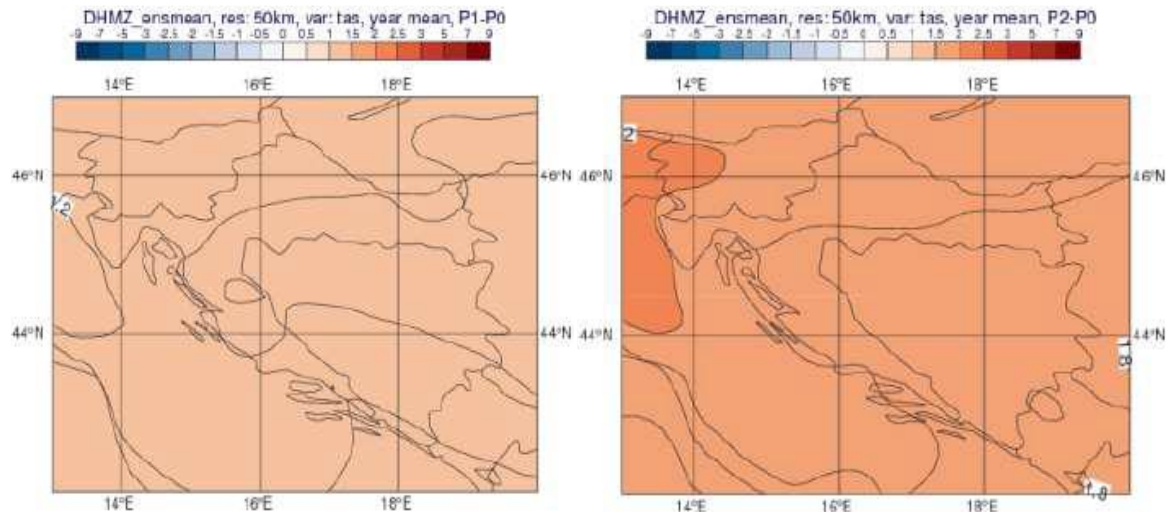 DHMZ_ensmean, res: 50km, var: tas, year mean, P1-P0
-9 -7 -5 -3 -2.5 -2 -1.5 -1 -0.5 0 0.5 1 1.5 2 2.5 3 5 7 9
14°E 16°E 18°E
46°N 46°N
44°N 44°N
14°E 16°E 18°E
DHMZ_ensmean, res: 50km, var: tas, year mean, P2-P0
-9 -7 -5 -3 -2.5 -2 -1.5 -1 -0.5 0 0.5 1 1.5 2 2.5 3 5 7 9
14°E 16°E 18°E
2
46°N 46°N
44°N 44°N
1.8
1.8
14°E 16°E 18°E